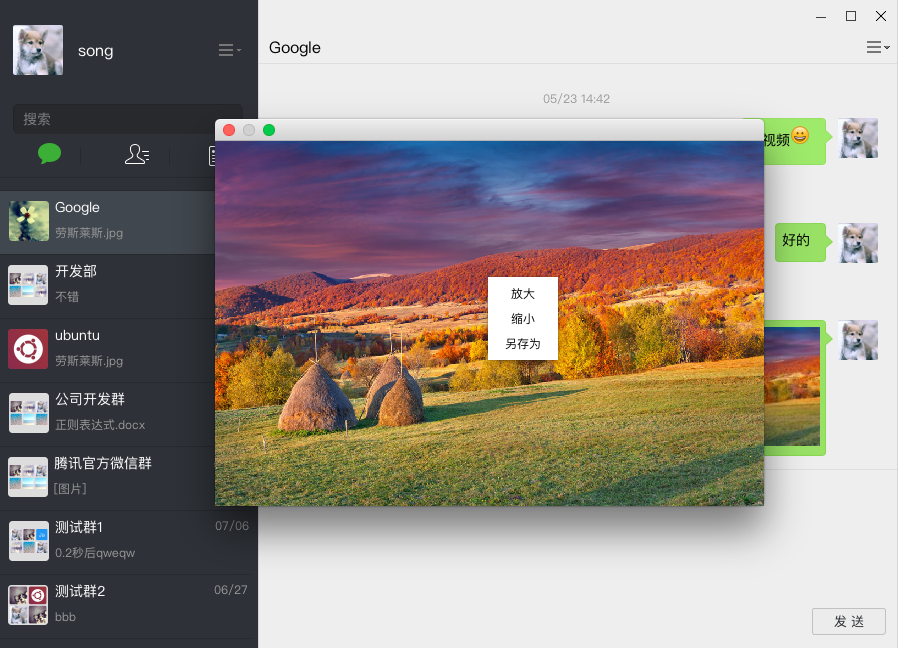 song
搜索
Google
劳斯莱斯.jpg
开发部
不错
ubuntu
劳斯莱斯.jpg
公司开发群
正则表达式.docx
腾讯官方微信群
[图片]
测试群1
07/06
0.2秒后qweqw
测试群2
06/27
bbb
Google
05/23 14:42
视频😀
好的
放大
缩小
另存为
发 送